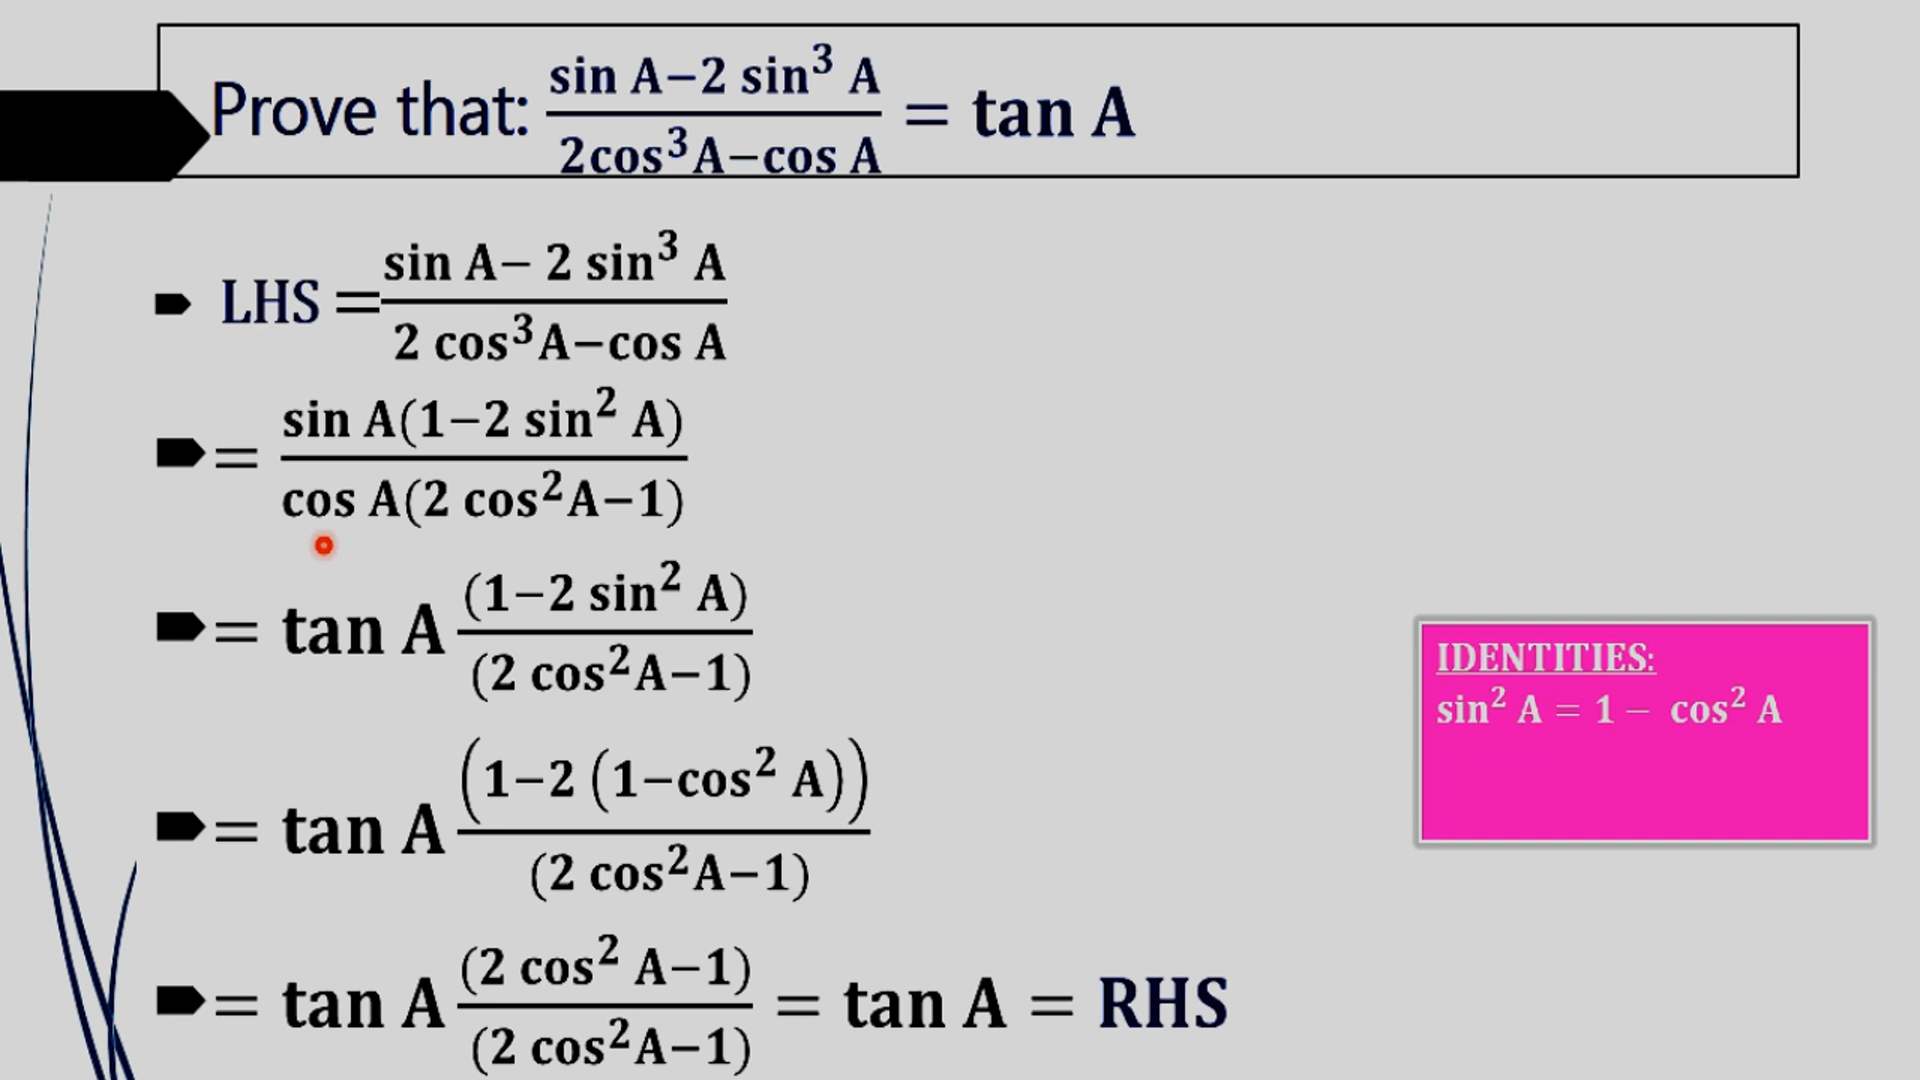 Prove that: (sin A−2 sin³ A)/(2cos³A−cos A) = tan A
LHS = (sin A− 2 sin³ A)/(2 cos³A−cos A)
= (sin A(1−2 sin² A))/(cos A(2 cos²A−1))
= tan A (1−2 sin² A)/(2 cos²A−1)
= tan A (1−2 (1−cos² A))/(2 cos²A−1)
= tan A (2 cos² A−1)/(2 cos²A−1) = tan A = RHS
IDENTITIES:
sin² A = 1 − cos² A